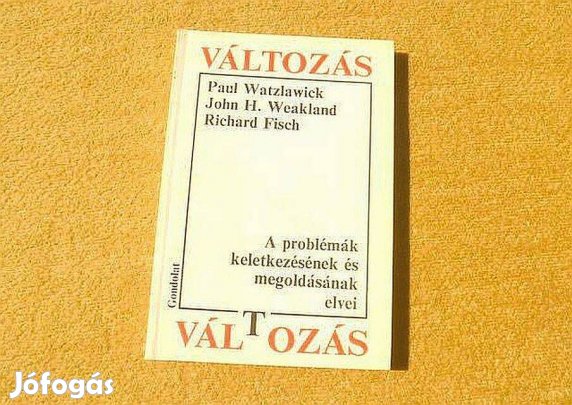 VÁLTOZÁS
Paul Watzlawick
John H. Weakland
Richard Fisch
A problémák
keletkezésének és
megoldásának
elvei
Gondolat
VÁLTOZÁS
Jófogás